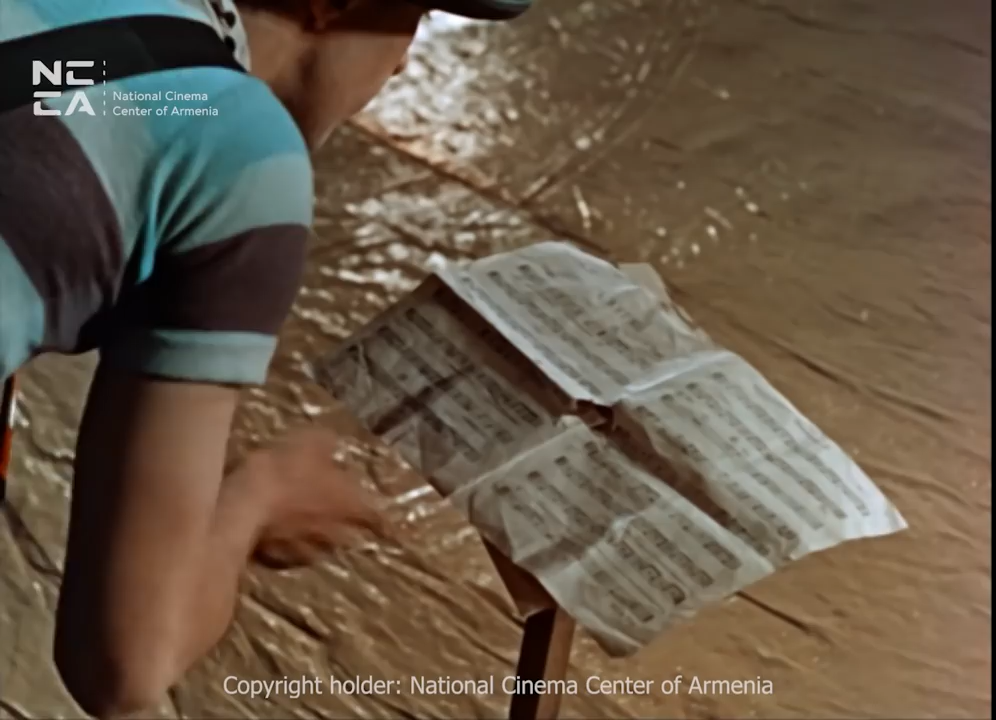 NC
CA
National Cinema
Center of Armenia
Copyright holder: National Cinema Center of Armenia